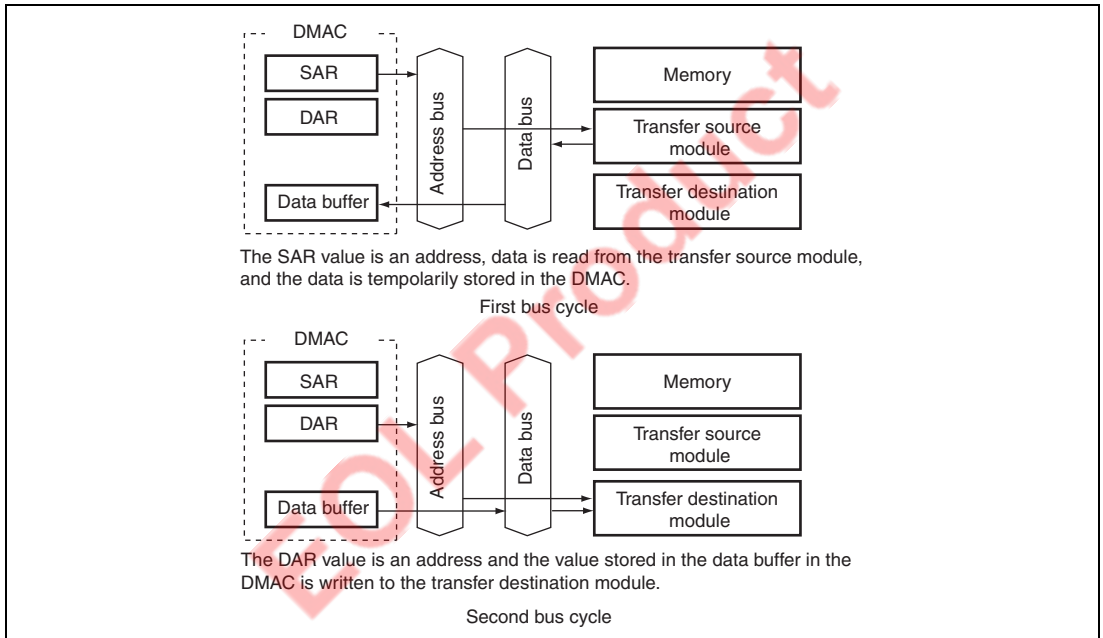 DMAC
SAR
DAR
Data buffer
Address bus
Data bus
Memory
Transfer source
module
Transfer destination
module
The SAR value is an address, data is read from the transfer source module,
and the data is tempolarily stored in the DMAC.
First bus cycle
DMAC
SAR
DAR
Data buffer
Address bus
Data bus
Memory
Transfer source
module
Transfer destination
module
The DAR value is an address and the value stored in the data buffer in the
DMAC is written to the transfer destination module.
Second bus cycle
EOL Product